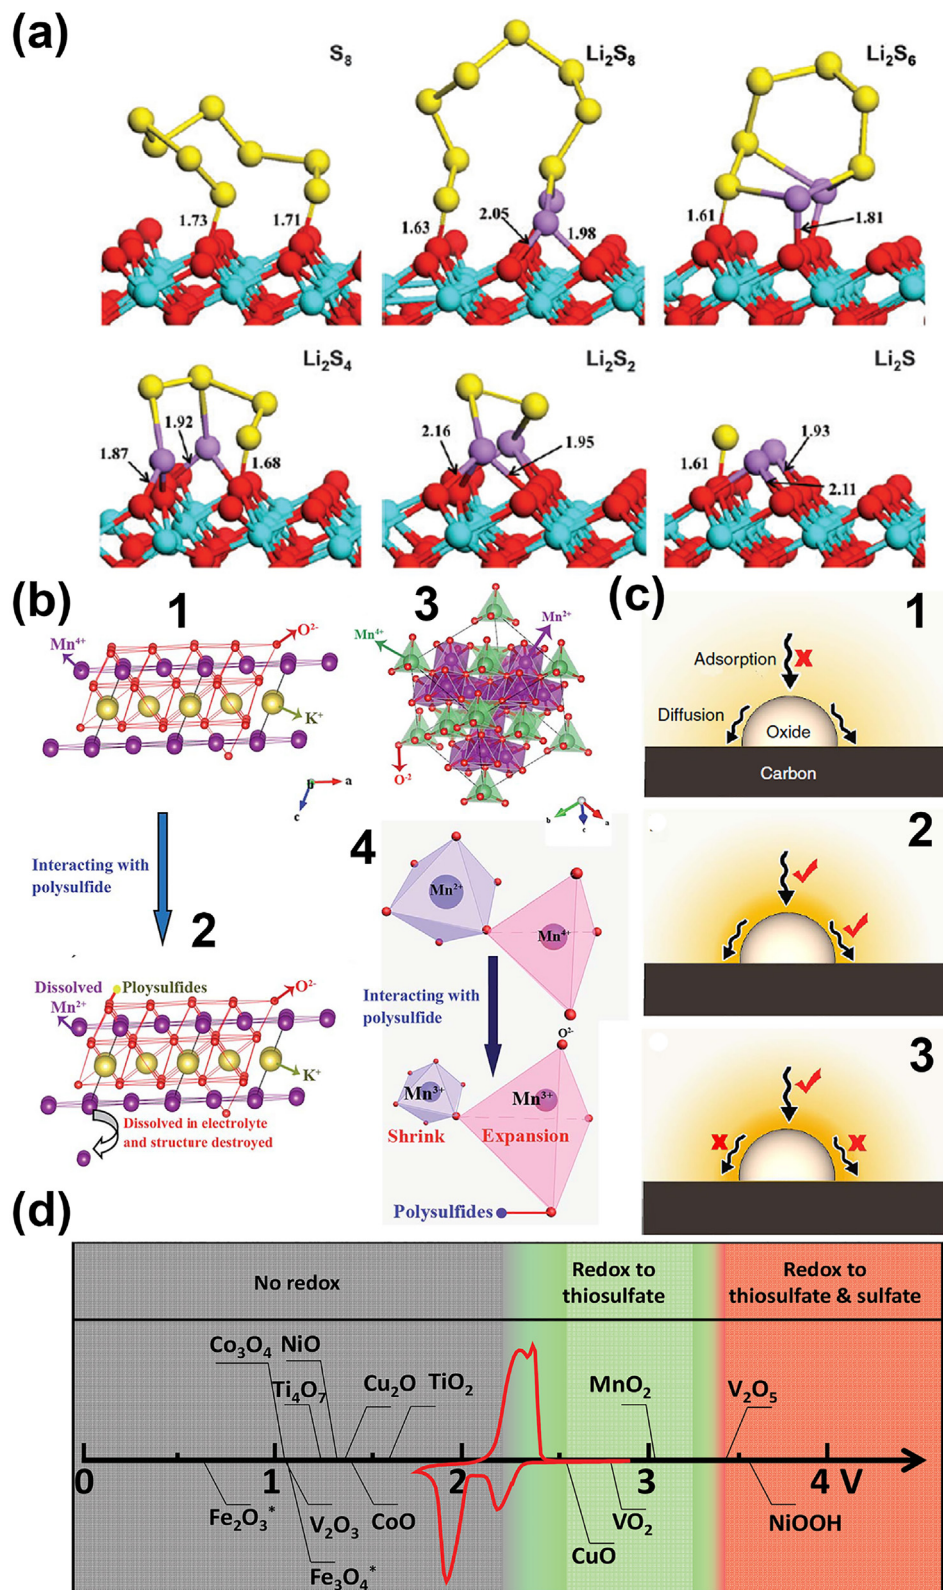 (a)
S₈
Li₂S₈
Li₂S₆
1.73
1.71
1.63
2.05
1.98
1.61
1.81
Li₂S₄
Li₂S₂
Li₂S
1.87
1.92
1.68
2.16
1.95
1.61
1.93
2.11
(b)
1
Mn⁴⁺
O²⁻
K⁺
b
a
c
Interacting with
polysulfide
2
Dissolved
Mn²⁺
Ploysulfides
O²⁻
K⁺
Dissolved in electrolyte
and structure destroyed
3
Mn⁴⁺
Mn²⁺
O⁻²
b
c
a
4
Mn²⁺
Mn⁴⁺
Interacting with
polysulfide
O²⁻
Mn³⁺
Mn³⁺
Shrink
Expansion
Polysulfides
(c)
1
Adsorption
Diffusion
Oxide
Carbon
2
3
(d)
No redox
Redox to
thiosulfate
Redox to
thiosulfate & sulfate
Co₃O₄
NiO
Ti₄O₇
Cu₂O
TiO₂
MnO₂
V₂O₅
0
1
2
3
4 V
Fe₂O₃*
V₂O₃
CoO
Fe₃O₄*
CuO
VO₂
NiOOH